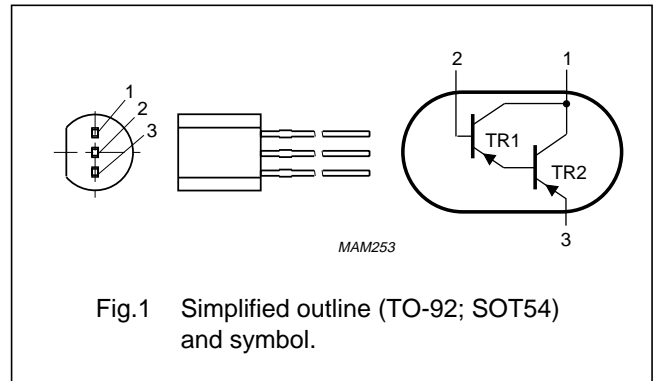 1
2
3
2
1
TR1
TR2
3
MAM253
Fig.1 Simplified outline (TO-92; SOT54)
and symbol.